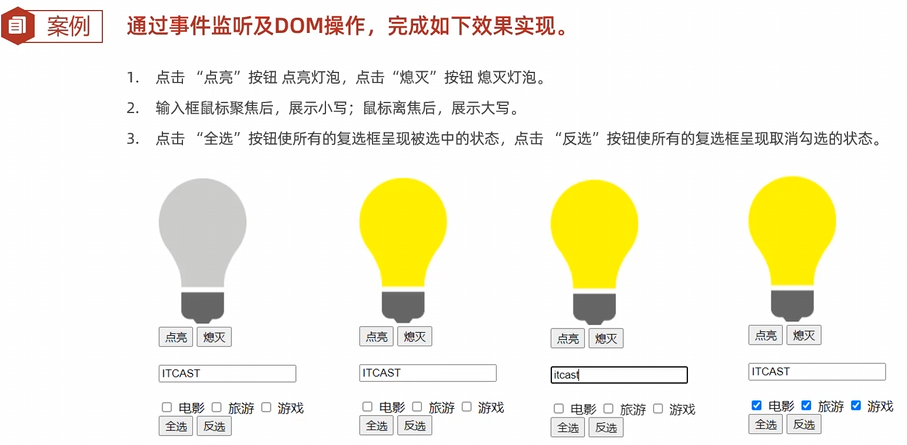 案例 通过事件监听及DOM操作，完成如下效果实现。
1. 点击 “点亮”按钮 点亮灯泡，点击“熄灭”按钮 熄灭灯泡。
2. 输入框鼠标聚焦后，展示小写；鼠标离焦后，展示大写。
3. 点击 “全选”按钮使所有的复选框呈现被选中的状态，点击 “反选”按钮使所有的复选框呈现取消勾选的状态。
点亮 熄灭 点亮 熄灭 点亮 熄灭 点亮 熄灭
ITCAST ITCAST itcast ITCAST
电影 旅游 游戏 电影 旅游 游戏 电影 旅游 游戏 电影 旅游 游戏
全选 反选 全选 反选 全选 反选 全选 反选